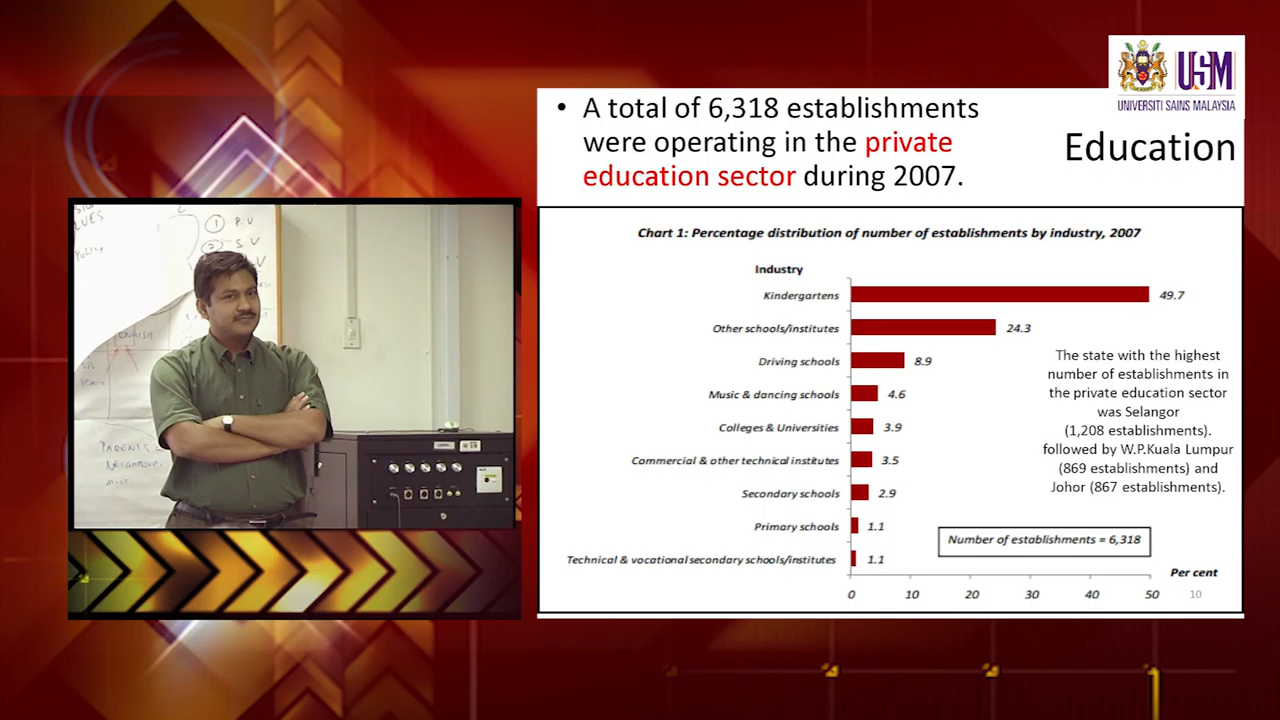 USM
UNIVERSITI SAINS MALAYSIA
• A total of 6,318 establishments
were operating in the private
education sector during 2007.
Education
Chart 1: Percentage distribution of number of establishments by industry, 2007
Industry
Kindergartens 49.7
Other schools/institutes 24.3
Driving schools 8.9
Music & dancing schools 4.6
Colleges & Universities 3.9
Commercial & other technical institutes 3.5
Secondary schools 2.9
Primary schools 1.1
Technical & vocational secondary schools/institutes 1.1
The state with the highest
number of establishments in
the private education sector
was Selangor
(1,208 establishments).
followed by W.P.Kuala Lumpur
(869 establishments) and
Johor (867 establishments).
Number of establishments = 6,318
Per cent
0 10 20 30 40 50
10
1 P.V
2 S.V
POLICY
ENGLISH
PARENTS